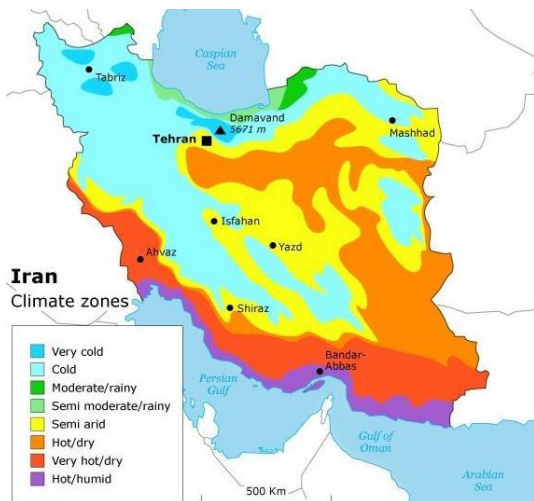 Caspian
Sea
Tabriz
Damavand
5671 m
Mashhad
Tehran
Isfahan
Yazd
Ahvaz
Iran
Climate zones
Shiraz
Bandar-
Abbas
Very cold
Cold
Moderate/rainy
Semi moderate/rainy
Semi arid
Hot/dry
Very hot/dry
Hot/humid
Persian
Gulf
Gulf of
Oman
Arabian
Sea
500 Km